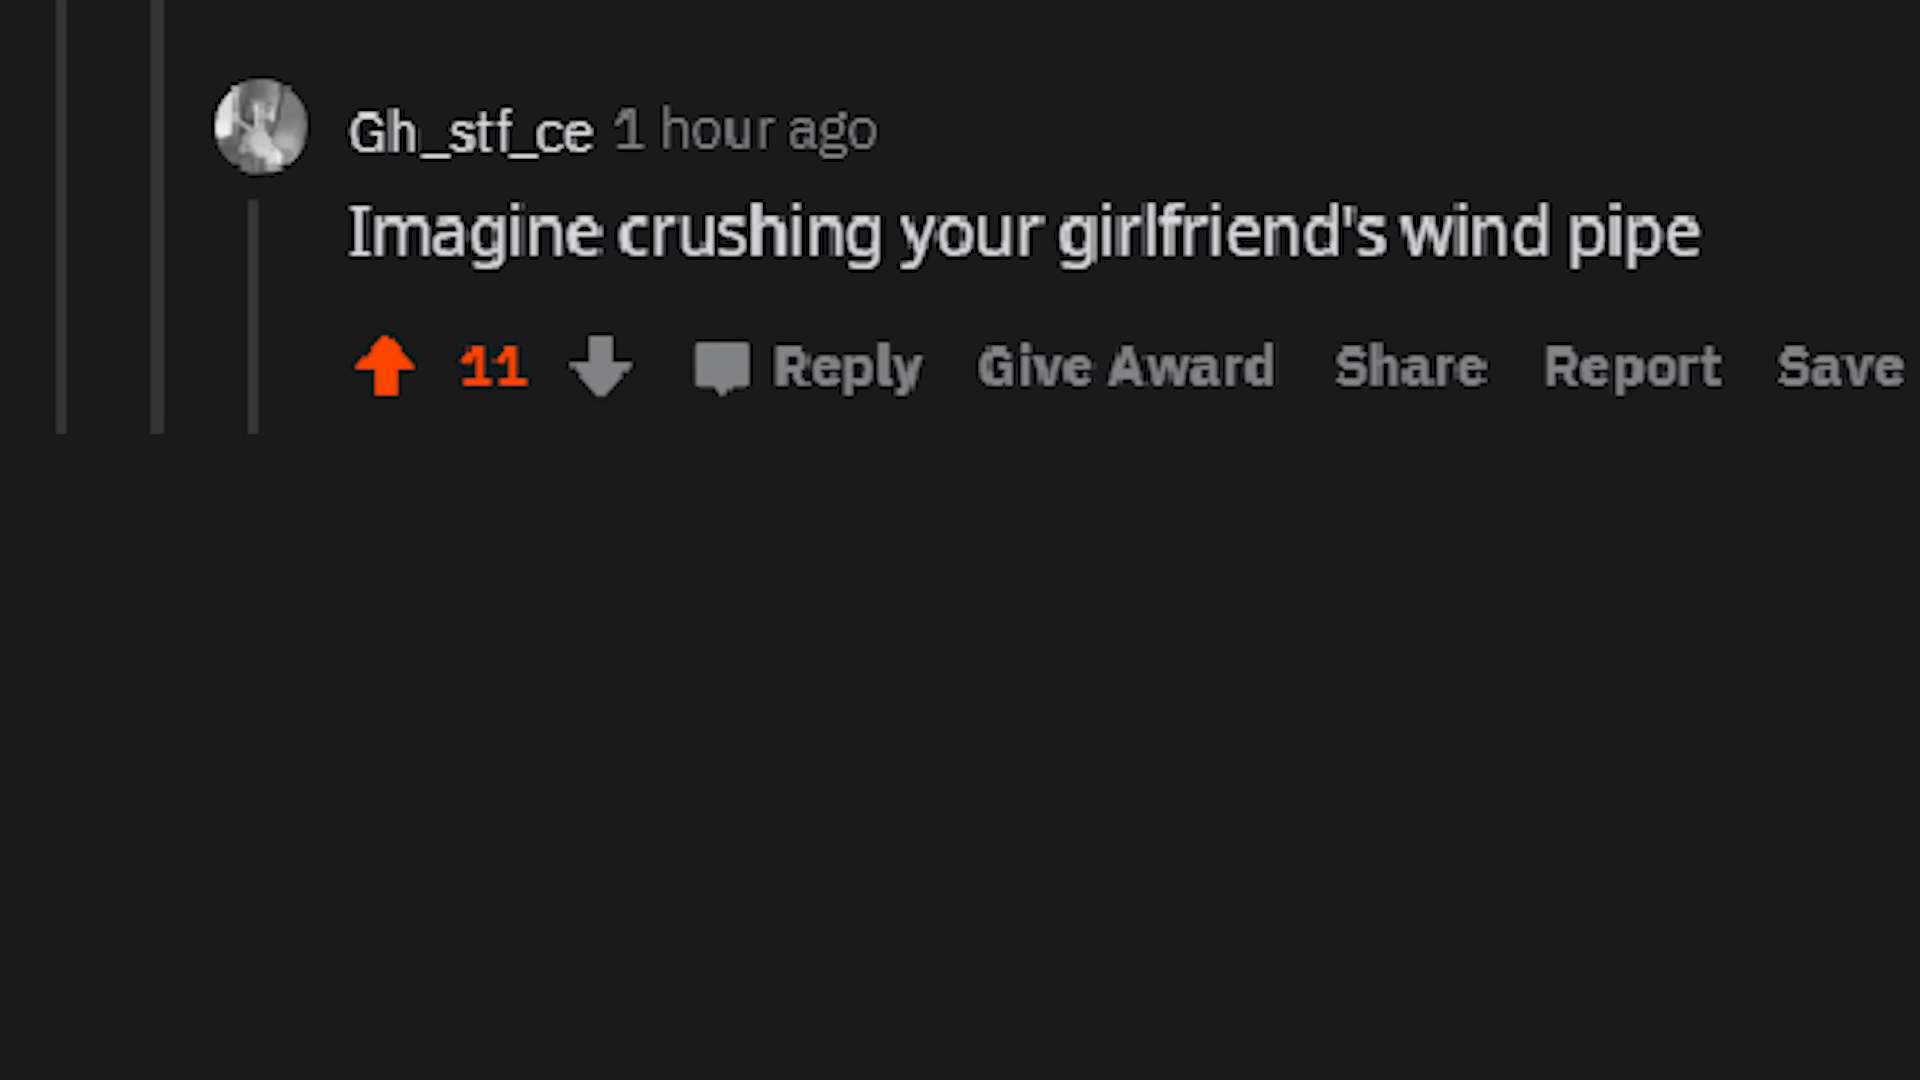 Gh_stf_ce 1 hour ago
Imagine crushing your girlfriend's wind pipe
11 Reply Give Award Share Report Save